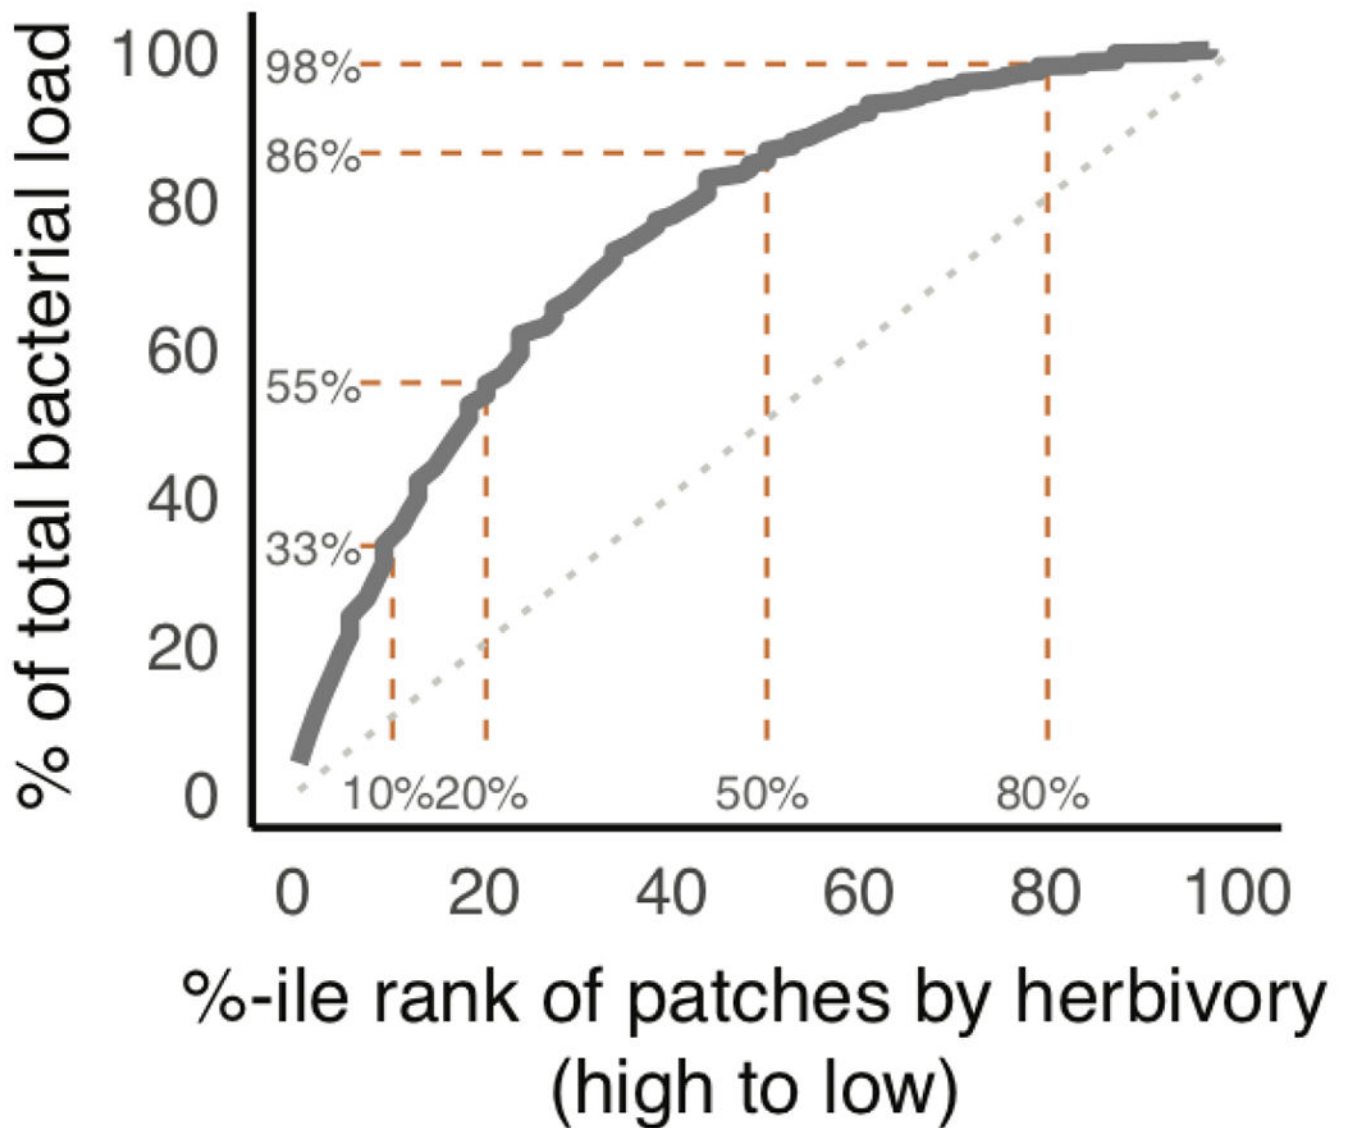 % of total bacterial load
100
80
60
40
20
0
98%
86%
55%
33%
10% 20% 50% 80%
0 20 40 60 80 100
%-ile rank of patches by herbivory
(high to low)